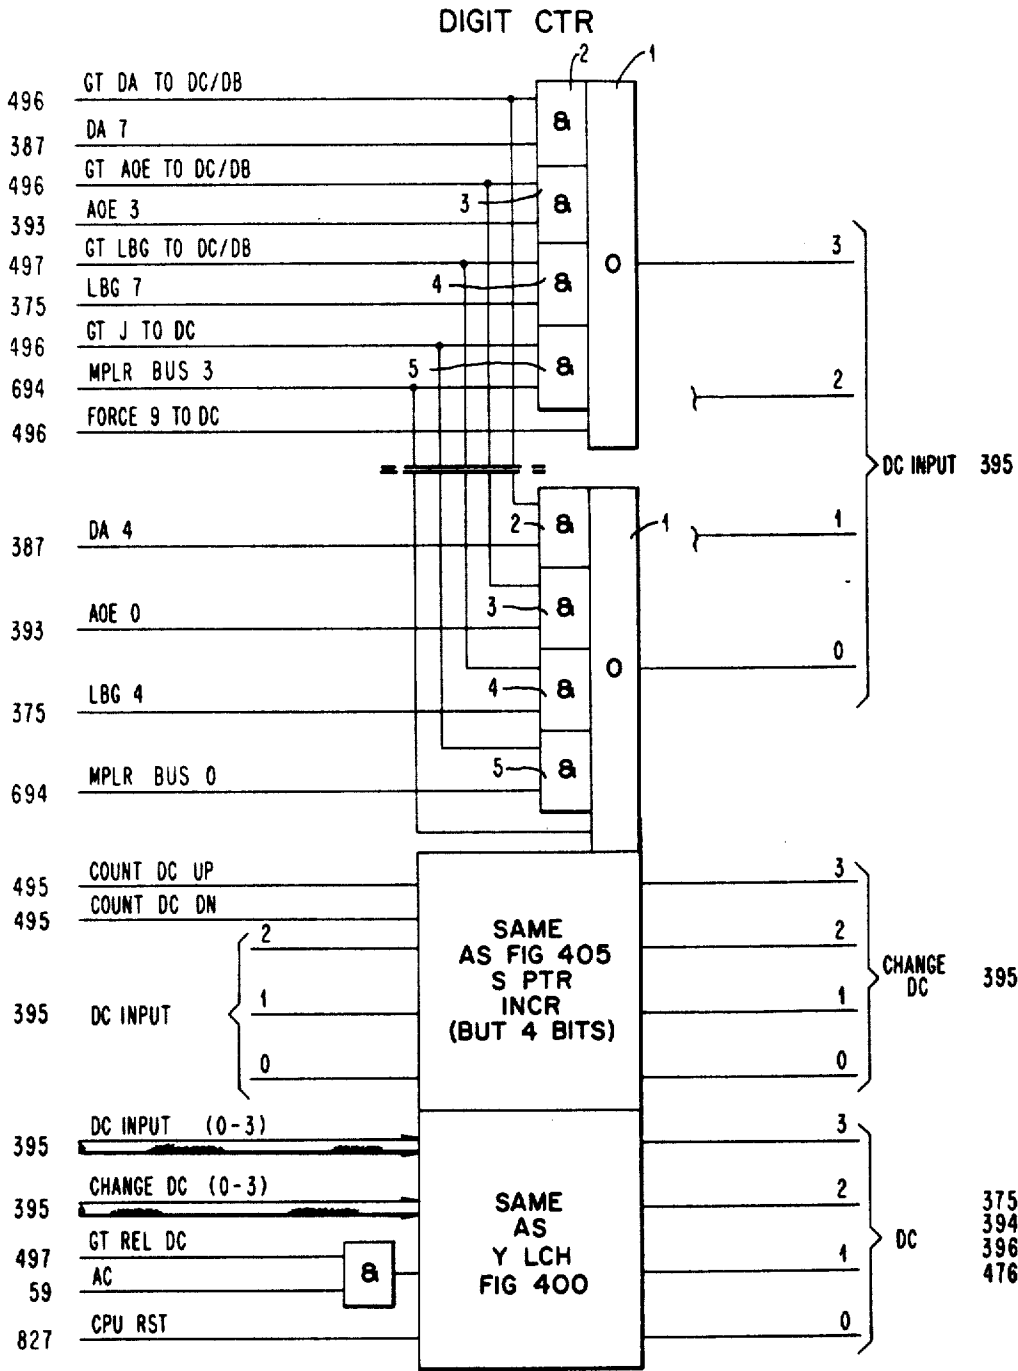 DIGIT CTR
2 1
496 GT DA TO DC/DB
&
387 DA 7
496 GT AOE TO DC/DB
3 &
393 AOE 3
3
497 GT LBG TO DC/DB
O
4 &
375 LBG 7
496 GT J TO DC
5 &
694 MPLR BUS 3
2
496 FORCE 9 TO DC
DC INPUT 395
2 & 1
1
387 DA 4
3 &
393 AOE 0
0
O
4 &
375 LBG 4
5 &
694 MPLR BUS 0
495 COUNT DC UP
3
495 COUNT DC DN
2
2
SAME
AS FIG 405
S PTR
INCR
(BUT 4 BITS)
CHANGE
DC 395
395 DC INPUT
1
1
0
0
395 DC INPUT (0-3)
3
395 CHANGE DC (0-3)
2
SAME
AS
Y LCH
FIG 400
DC
375
394
396
476
497 GT REL DC
&
1
59 AC
827 CPU RST
0